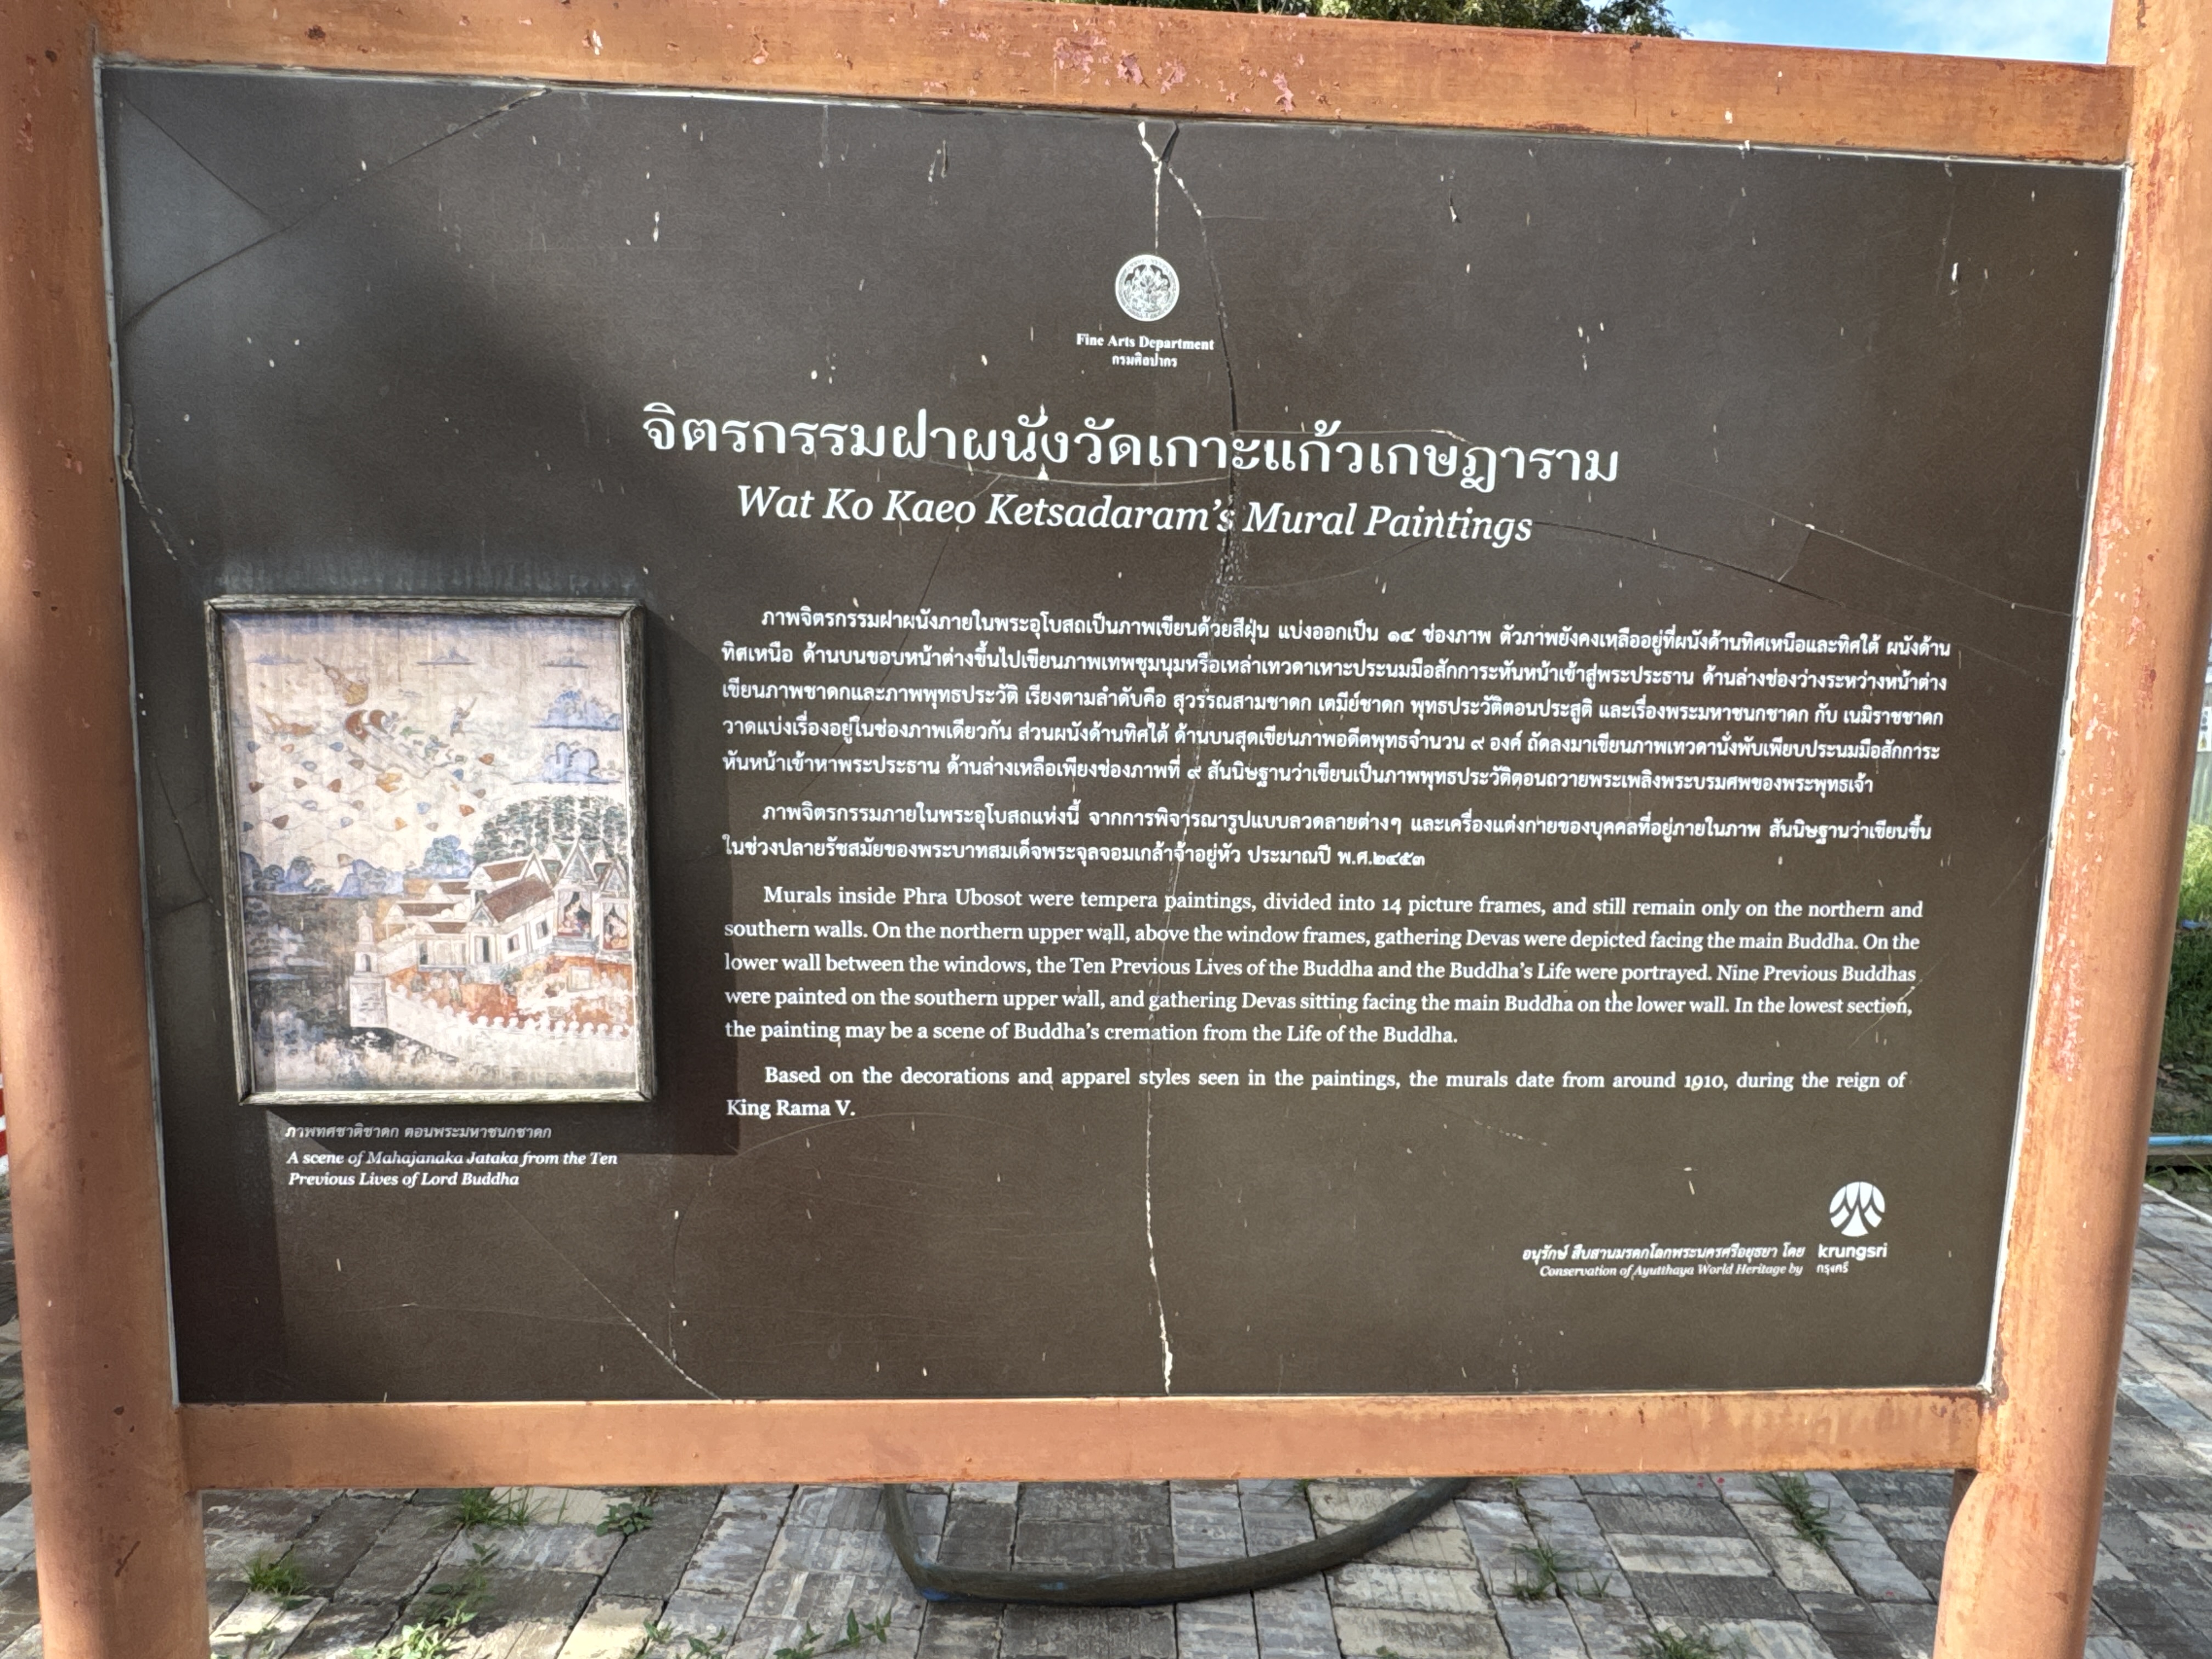 Fine Arts Department
กรมศิลปากร
จิตรกรรมฝาผนังวัดเกาะแก้วเกษฎาราม
Wat Ko Kaeo Ketsadaram's Mural Paintings
ภาพจิตรกรรมฝาผนังภายในพระอุโบสถเป็นภาพเขียนด้วยสีฝุ่น แบ่งออกเป็น ๑๔ ช่องภาพ ตัวภาพยังคงเหลืออยู่ที่ผนังด้านทิศเหนือและทิศใต้ ผนังด้าน
ทิศเหนือ ด้านบนขอบหน้าต่างขึ้นไปเขียนภาพเทพชุมนุมหรือเหล่าเทวดาเหาะประนมมือสักการะหันหน้าเข้าสู่พระประธาน ด้านล่างช่องว่างระหว่างหน้าต่าง
เขียนภาพชาดกและภาพพุทธประวัติ เรียงตามลำดับคือ สุวรรณสามชาดก เตมีย์ชาดก พุทธประวัติตอนประสูติ และเรื่องพระมหาชนกชาดก กับ เนมิราชชาดก
วาดแบ่งเรื่องอยู่ในช่องภาพเดียวกัน ส่วนผนังด้านทิศใต้ ด้านบนสุดเขียนภาพอดีตพุทธจำนวน ๙ องค์ ถัดลงมาเขียนภาพเทวดานั่งพับเพียบประนมมือสักการะ
หันหน้าเข้าหาพระประธาน ด้านล่างเหลือเพียงช่องภาพที่ ๙ สันนิษฐานว่าเขียนเป็นภาพพุทธประวัติตอนถวายพระเพลิงพระบรมศพของพระพุทธเจ้า
ภาพจิตรกรรมภายในพระอุโบสถแห่งนี้ จากการพิจารณารูปแบบลวดลายต่างๆ และเครื่องแต่งกายของบุคคลที่อยู่ภายในภาพ สันนิษฐานว่าเขียนขึ้น
ในช่วงปลายรัชสมัยของพระบาทสมเด็จพระจุลจอมเกล้าเจ้าอยู่หัว ประมาณปี พ.ศ.๒๔๕๓
Murals inside Phra Ubosot were tempera paintings, divided into 14 picture frames, and still remain only on the northern and
southern walls. On the northern upper wall, above the window frames, gathering Devas were depicted facing the main Buddha. On the
lower wall between the windows, the Ten Previous Lives of the Buddha and the Buddha's Life were portrayed. Nine Previous Buddhas
were painted on the southern upper wall, and gathering Devas sitting facing the main Buddha on the lower wall. In the lowest section,
the painting may be a scene of Buddha's cremation from the Life of the Buddha.
Based on the decorations and apparel styles seen in the paintings, the murals date from around 1910, during the reign of
King Rama V.
ภาพทศชาติชาดก ตอนพระมหาชนกชาดก
A scene of Mahajanaka Jataka from the Ten
Previous Lives of Lord Buddha
อนุรักษ์ สืบสานมรดกโลกพระนครศรีอยุธยา โดย
Conservation of Ayutthaya World Heritage by
krungsri
กรุงศรี